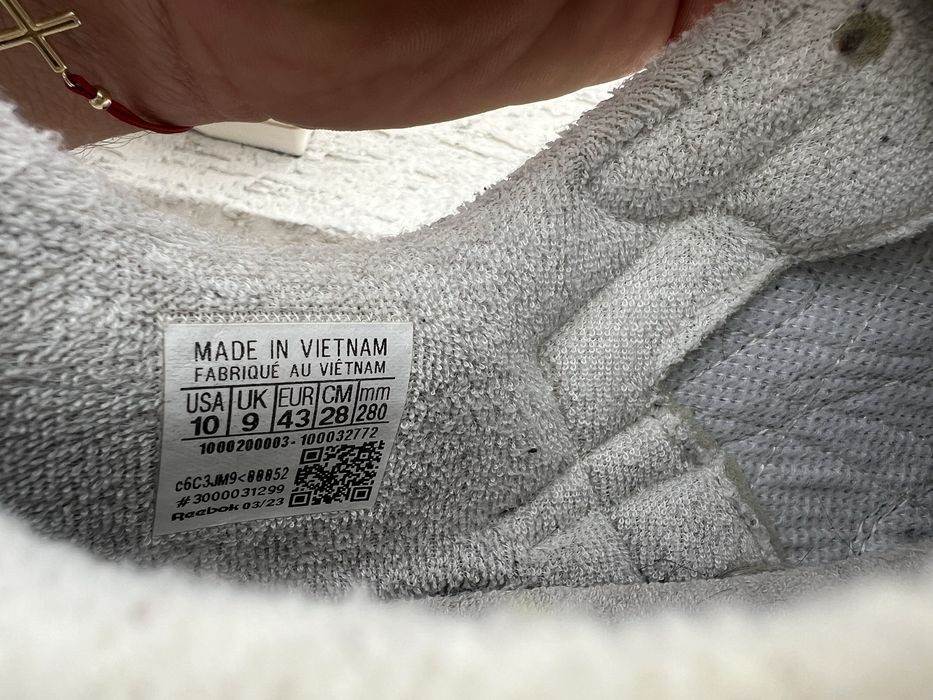 MADE IN VIETNAM
FABRIQUÉ AU VIÊTNAM
USA UK EUR CM mm
10 9 43 28 280
1000200003-100032772
c6C3JM9<00052
#3000031299
Reebok 03/23